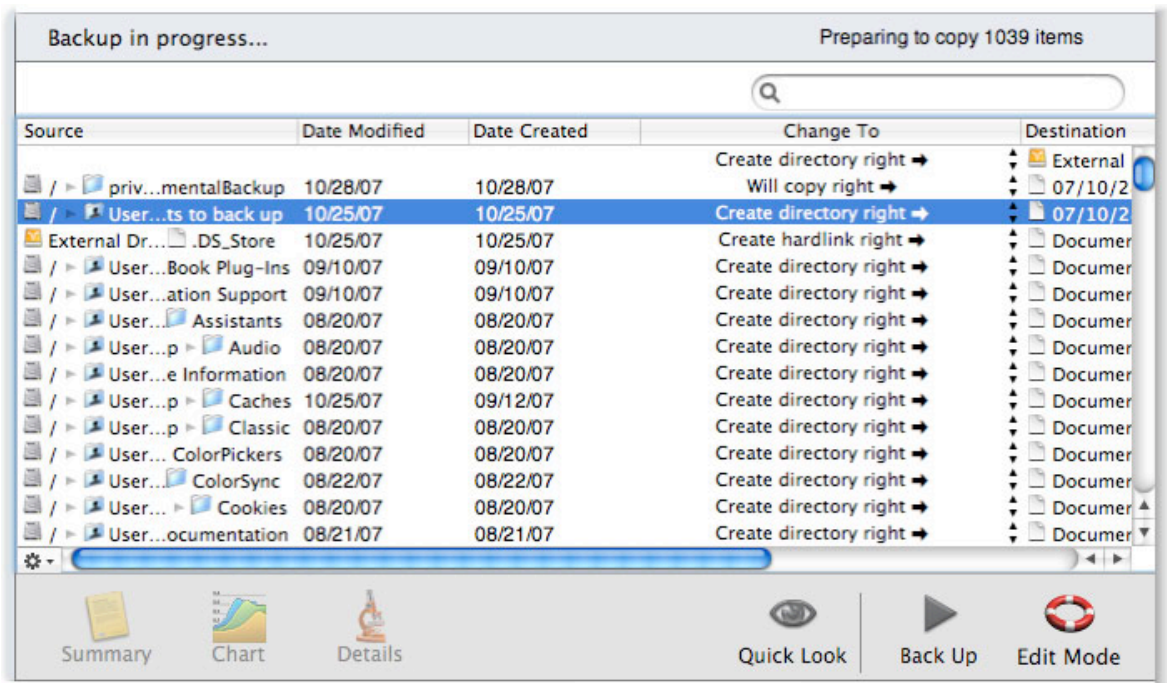 Backup in progress... Preparing to copy 1039 items
Source Date Modified Date Created Change To Destination
Create directory right ➡ External
/ ▸ priv...mentalBackup 10/28/07 10/28/07 Will copy right ➡ 07/10/2
/ ▸ User...ts to back up 10/25/07 10/25/07 Create directory right ➡ 07/10/2
External Dr... .DS_Store 10/25/07 10/25/07 Create hardlink right ➡ Documer
/ ▸ User...Book Plug-Ins 09/10/07 09/10/07 Create directory right ➡ Documer
/ ▸ User...ation Support 09/10/07 09/10/07 Create directory right ➡ Documer
/ ▸ User... Assistants 08/20/07 08/20/07 Create directory right ➡ Documer
/ ▸ User...p ▸ Audio 08/20/07 08/20/07 Create directory right ➡ Documer
/ ▸ User...e Information 08/20/07 08/20/07 Create directory right ➡ Documer
/ ▸ User...p ▸ Caches 10/25/07 09/12/07 Create directory right ➡ Documer
/ ▸ User...p ▸ Classic 08/20/07 08/20/07 Create directory right ➡ Documer
/ ▸ User... ColorPickers 08/20/07 08/20/07 Create directory right ➡ Documer
/ ▸ User... ColorSync 08/22/07 08/22/07 Create directory right ➡ Documer
/ ▸ User... ▸ Cookies 08/20/07 08/20/07 Create directory right ➡ Documer
/ ▸ User...ocumentation 08/21/07 08/21/07 Create directory right ➡ Documer
Summary Chart Details Quick Look Back Up Edit Mode